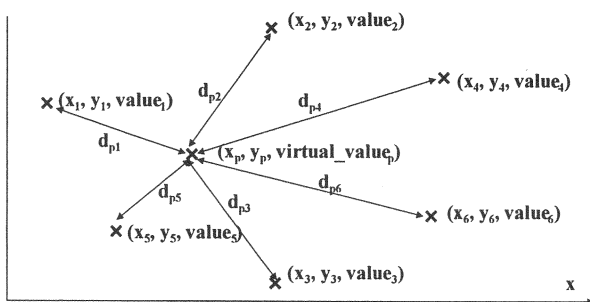 (x₂, y₂, value₂)
(x₄, y₄, value₄)
(x₁, y₁, value₁)
dₚ₂
dₚ₄
dₚ₁
(xₚ, yₚ, virtual_valueₚ)
dₚ₅
dₚ₆
dₚ₃
(x₅, y₅, value₅)
(x₆, y₆, value₆)
(x₃, y₃, value₃)
x